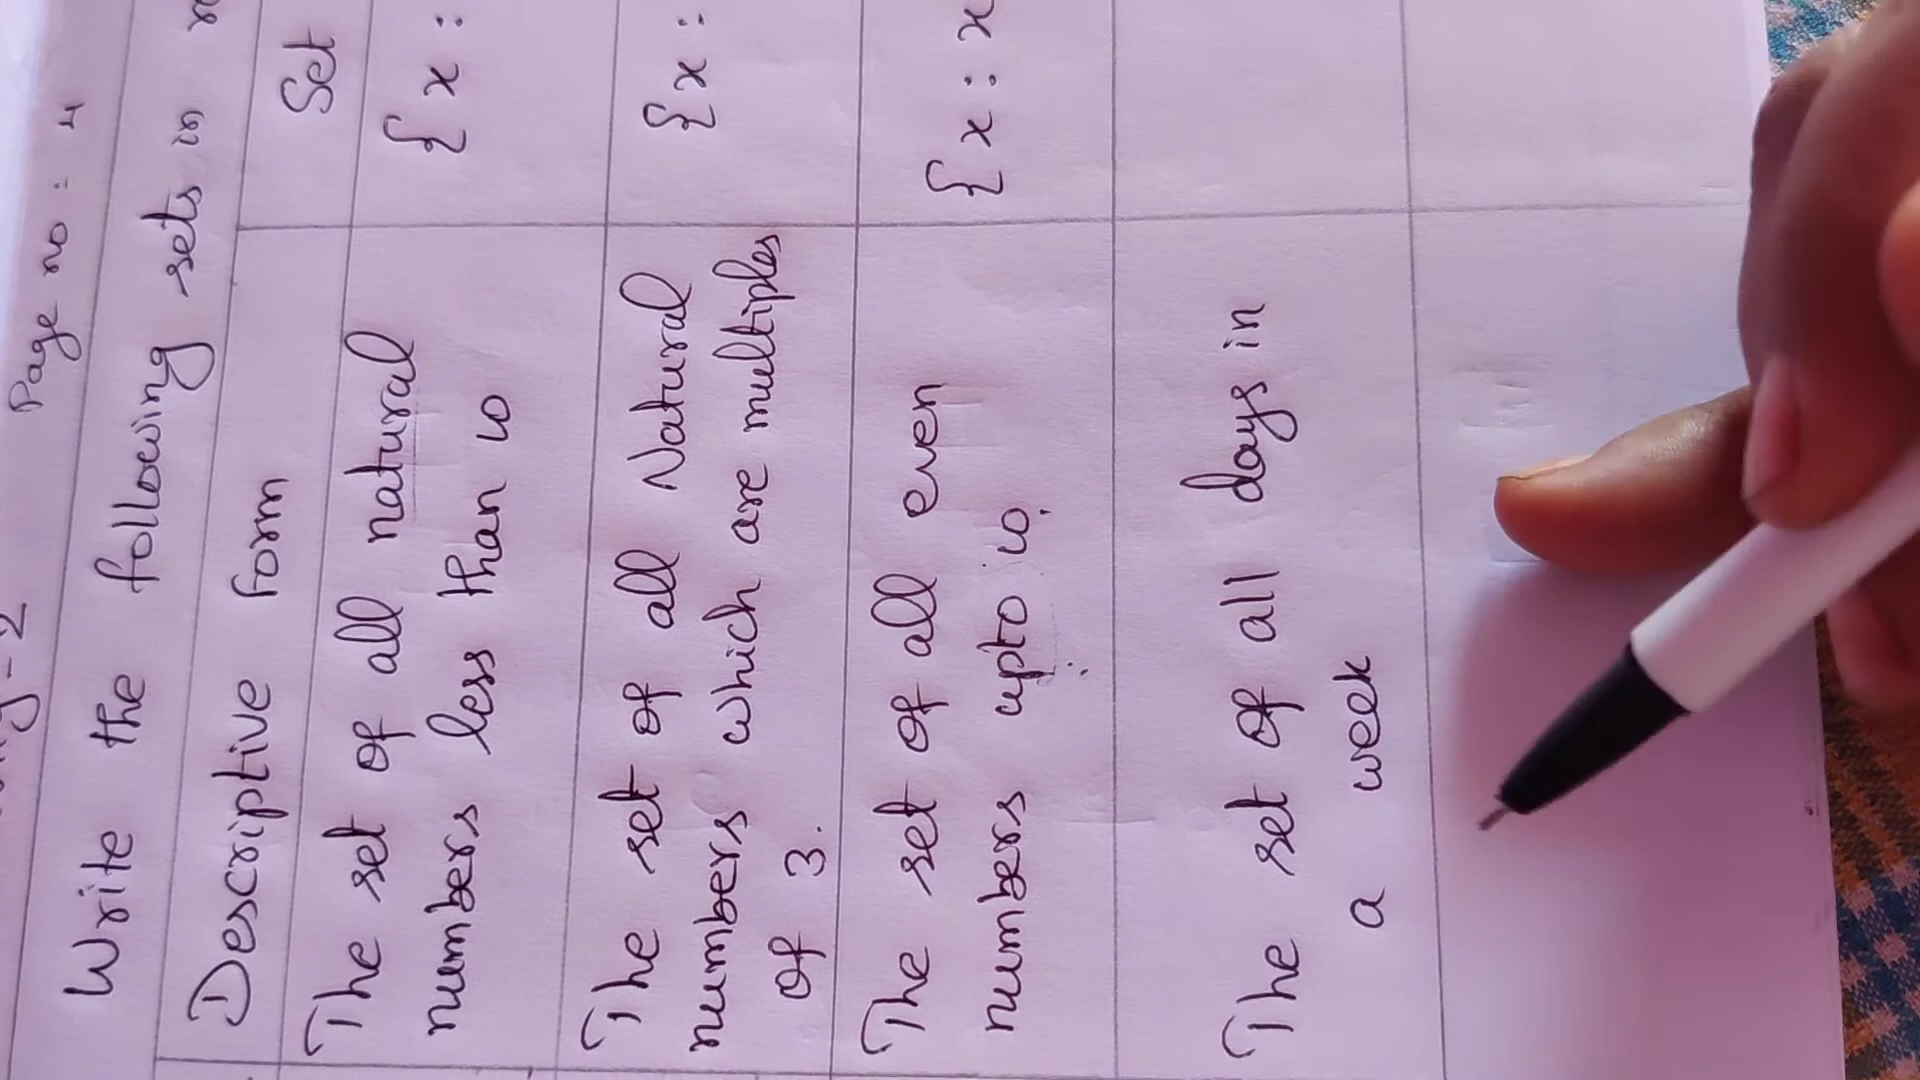 Page no: 4
Write the following sets in
Descriptive Form Set
The set of all natural {x :
numbers less than 10
The set of all Natural {x :
numbers which are multiples
of 3.
The set of all even {x : x
numbers upto 10.
The set of all days in
a week